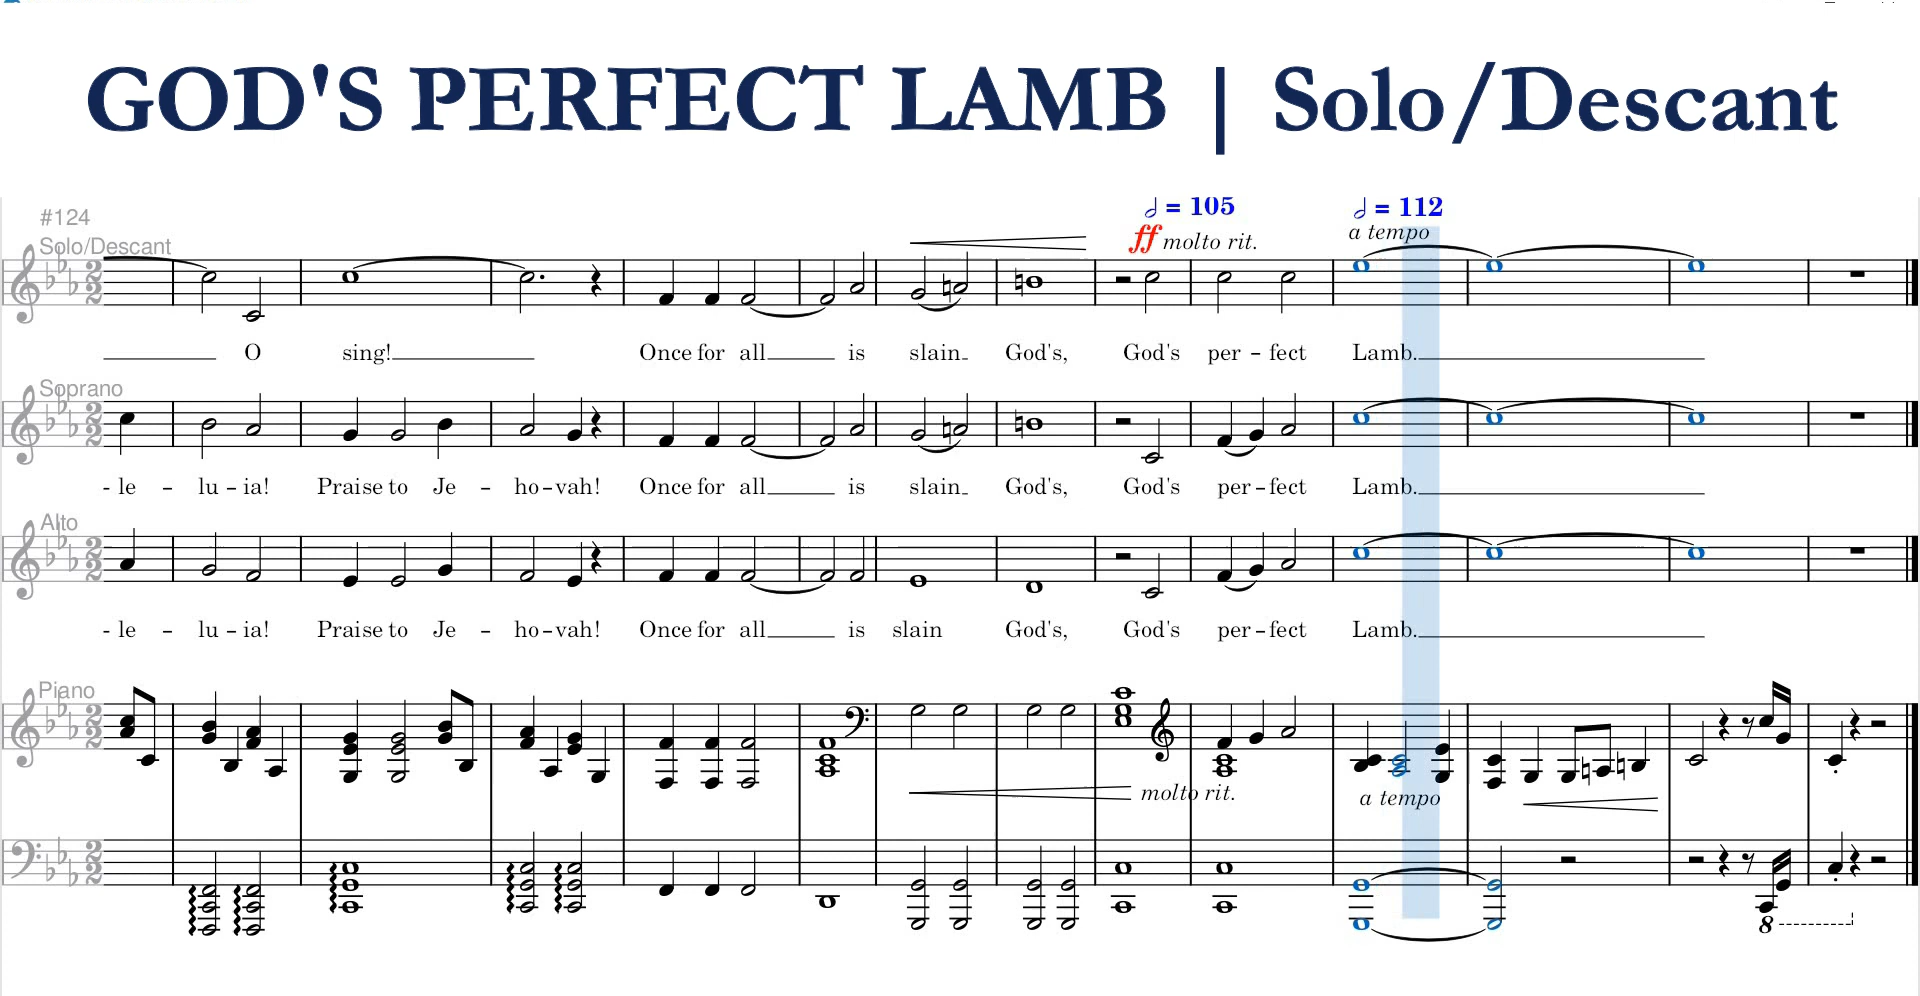 GOD'S PERFECT LAMB | Solo/Descant
#124
𝅗𝅥 = 105
𝅗𝅥 = 112
Solo/Descant
ff molto rit.
a tempo
O sing! Once for all is slain God's, God's per - fect Lamb.
Soprano
- le - lu - ia! Praise to Je - ho - vah! Once for all is slain God's, God's per - fect Lamb.
Alto
- le - lu - ia! Praise to Je - ho - vah! Once for all is slain God's, God's per - fect Lamb.
Piano
molto rit.
a tempo
8